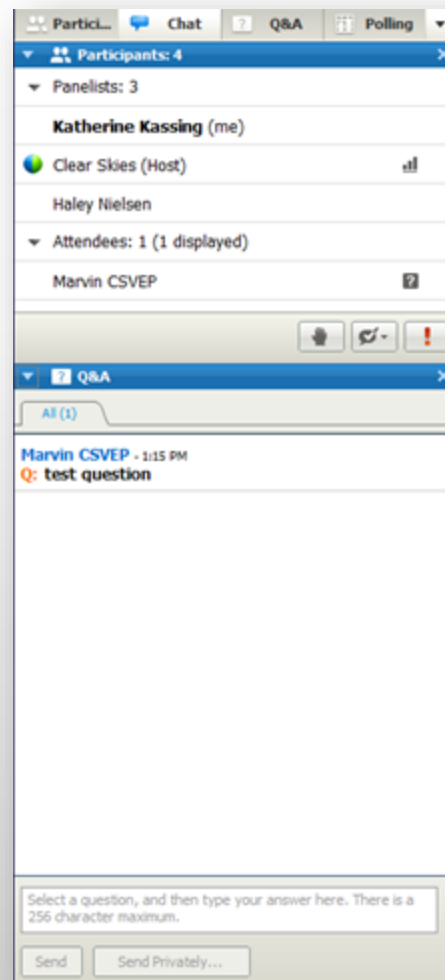 Partici... Chat ? Q&A Polling
Participants: 4
Panelists: 3
Katherine Kassing (me)
Clear Skies (Host)
Haley Nielsen
Attendees: 1 (1 displayed)
Marvin CSVEP ?
!
? Q&A
All (1)
Marvin CSVEP - 1:15 PM
Q: test question
Select a question, and then type your answer here. There is a
256 character maximum.
Send Send Privately...